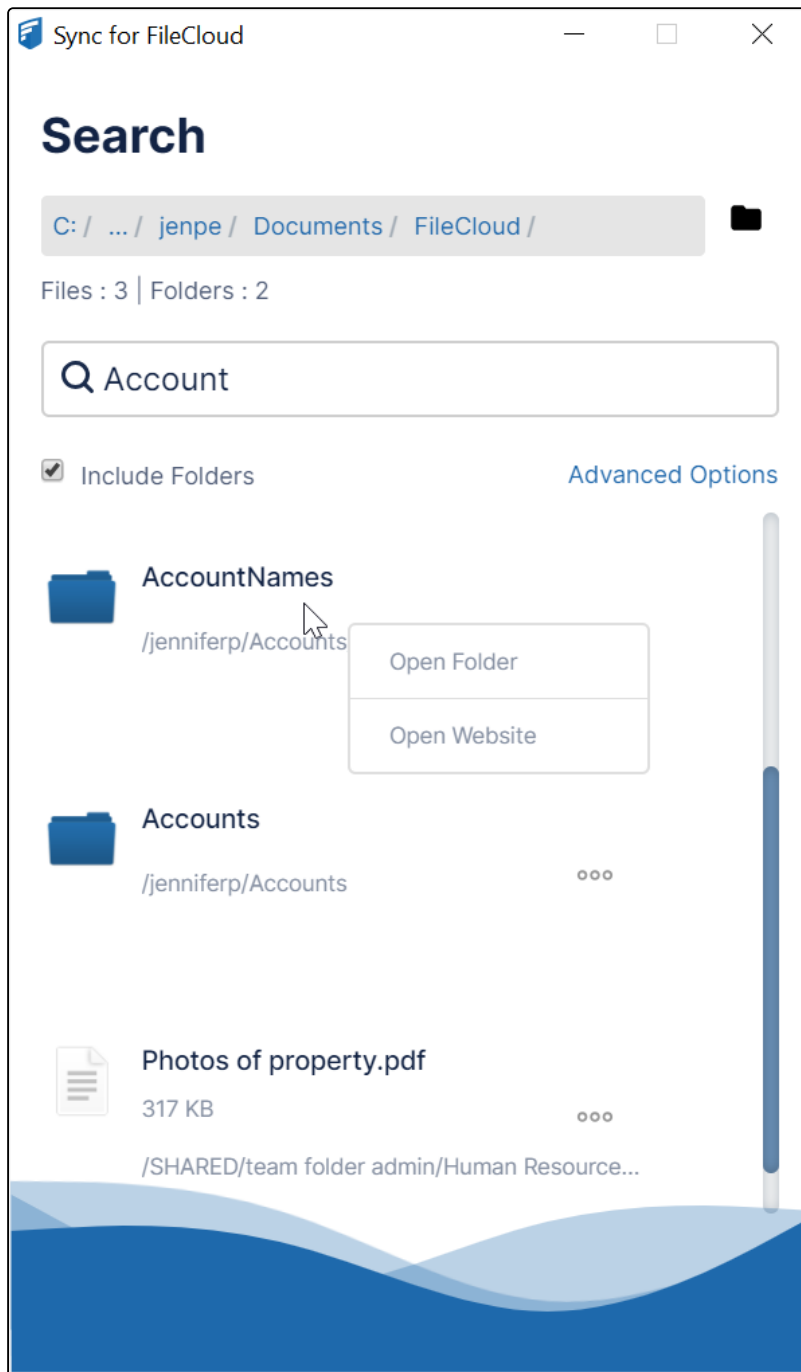 Sync for FileCloud
Search
C: / ... / jenpe / Documents / FileCloud /
Files : 3 | Folders : 2
Account
Include Folders
Advanced Options
AccountNames
/jenniferp/Accounts
Open Folder
Open Website
Accounts
/jenniferp/Accounts
Photos of property.pdf
317 KB
/SHARED/team folder admin/Human Resource...